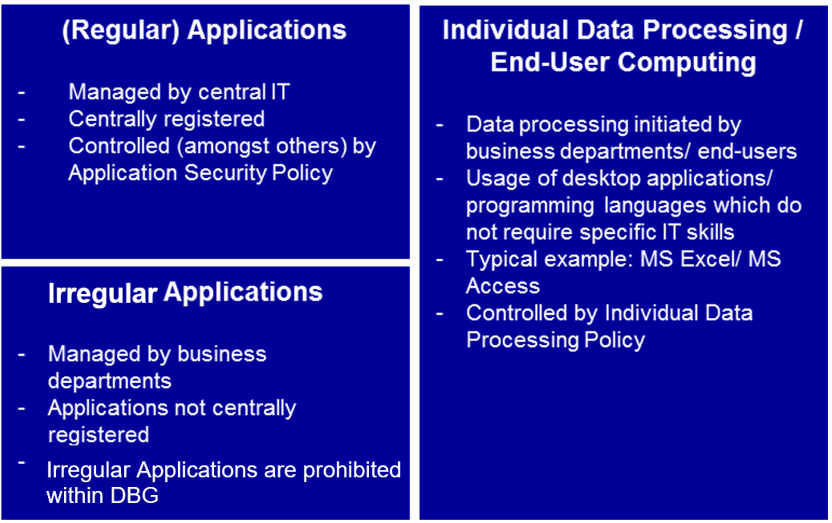 (Regular) Applications
- Managed by central IT
- Centrally registered
- Controlled (amongst others) by
Application Security Policy
Irregular Applications
- Managed by business
departments
- Applications not centrally
registered
- Irregular Applications are prohibited
within DBG
Individual Data Processing /
End-User Computing
- Data processing initiated by
business departments/ end-users
- Usage of desktop applications/
programming languages which do
not require specific IT skills
- Typical example: MS Excel/ MS
Access
- Controlled by Individual Data
Processing Policy